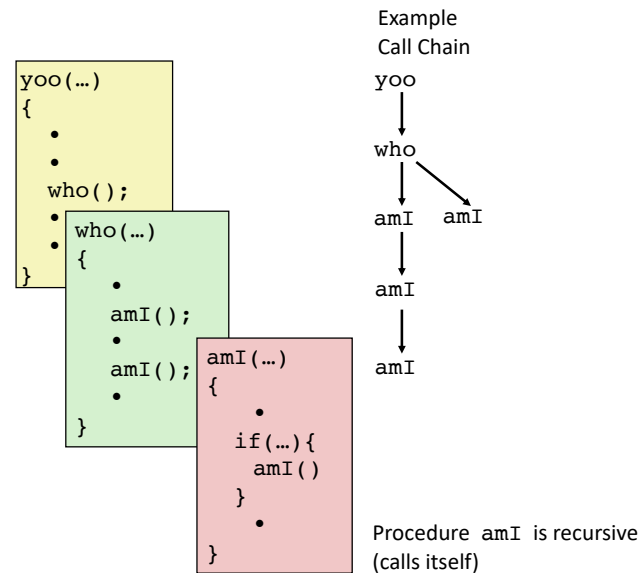 Example
Call Chain
yoo(…)
{
•
•
who();
•
•
}
who(…)
{
•
amI();
•
amI();
•
}
amI(…)
{
•
if(…){
amI()
}
•
}
yoo
who
amI amI
amI
amI
Procedure amI is recursive
(calls itself)